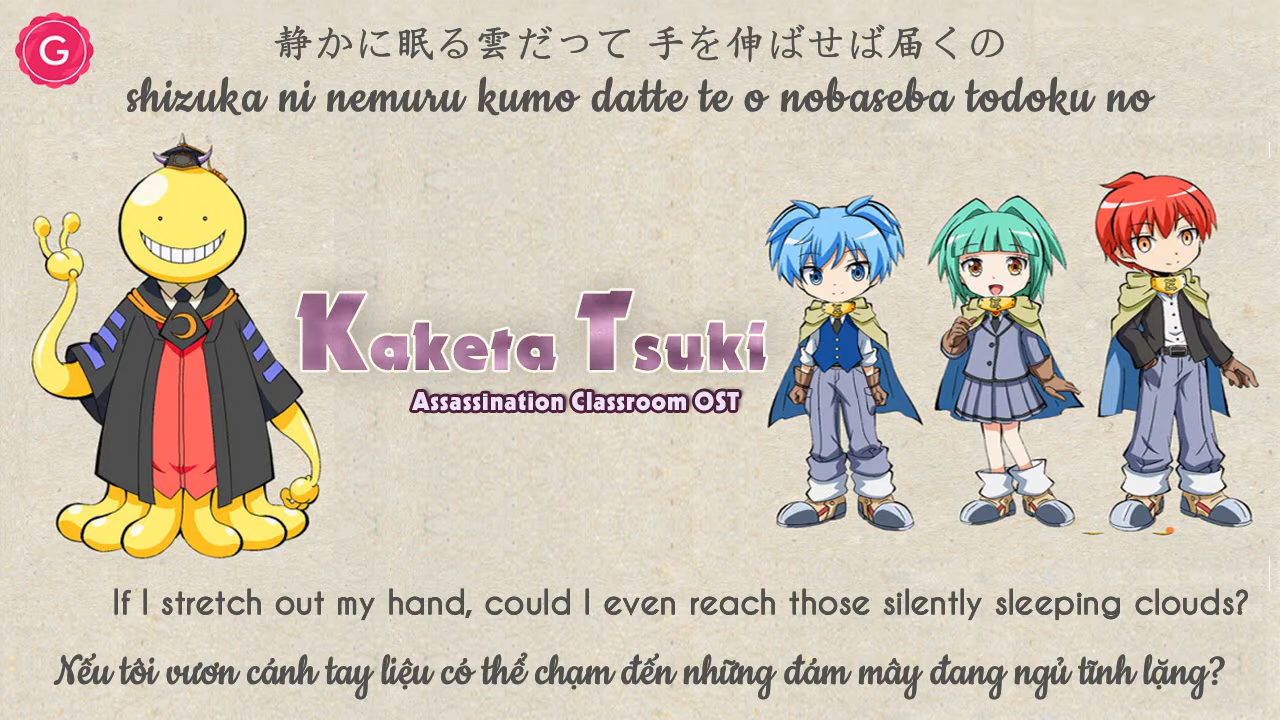 G
静かに眠る雲だって 手を伸ばせば届くの
shizuka ni nemuru kumo datte te o nobaseba todoku no
Kaketa Tsuki
Assassination Classroom OST
If I stretch out my hand, could I even reach those silently sleeping clouds?
Nếu tôi vươn cánh tay liệu có thể chạm đến những đám mây đang ngủ tĩnh lặng?